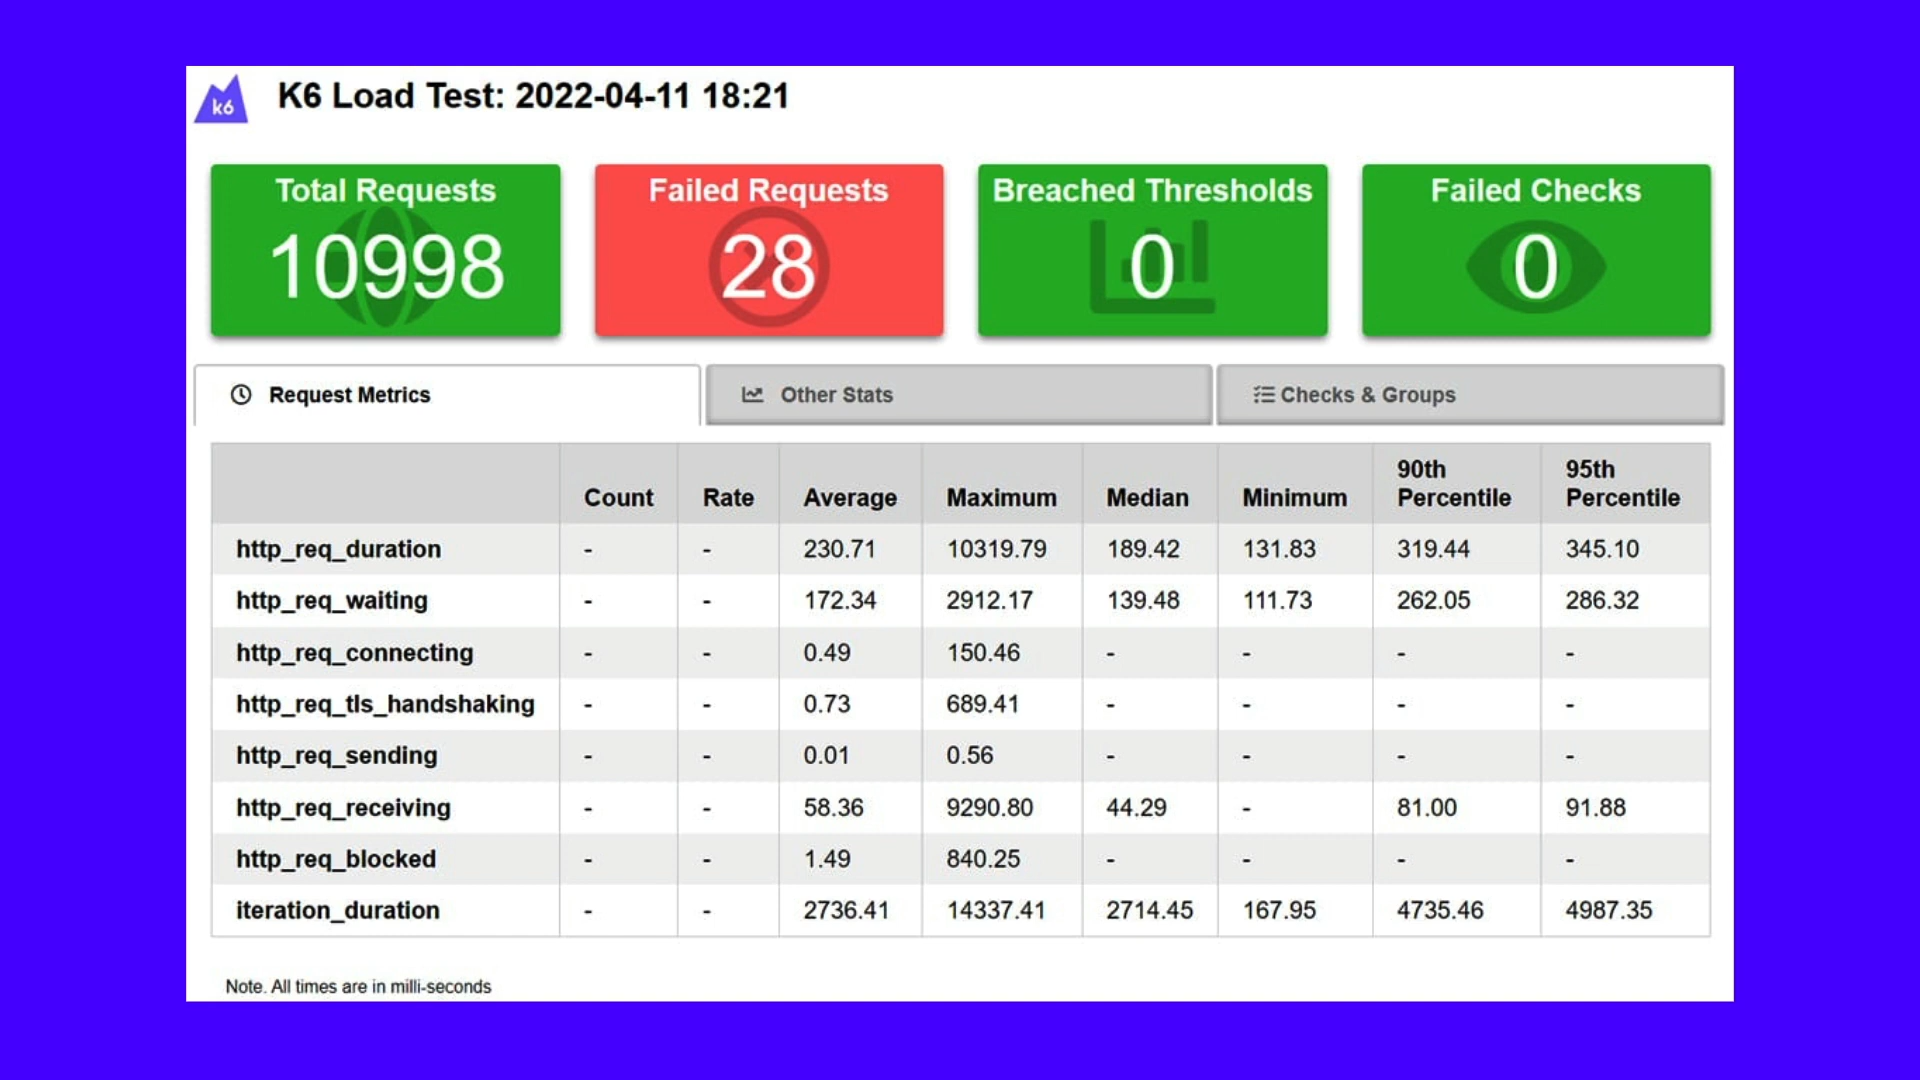 k6
K6 Load Test: 2022-04-11 18:21
Total Requests
10998
Failed Requests
28
Breached Thresholds
0
Failed Checks
0
Request Metrics
Other Stats
Checks & Groups
Count Rate Average Maximum Median Minimum 90th Percentile 95th Percentile
http_req_duration - - 230.71 10319.79 189.42 131.83 319.44 345.10
http_req_waiting - - 172.34 2912.17 139.48 111.73 262.05 286.32
http_req_connecting - - 0.49 150.46 - - - -
http_req_tls_handshaking - - 0.73 689.41 - - - -
http_req_sending - - 0.01 0.56 - - - -
http_req_receiving - - 58.36 9290.80 44.29 - 81.00 91.88
http_req_blocked - - 1.49 840.25 - - - -
iteration_duration - - 2736.41 14337.41 2714.45 167.95 4735.46 4987.35
Note. All times are in milli-seconds